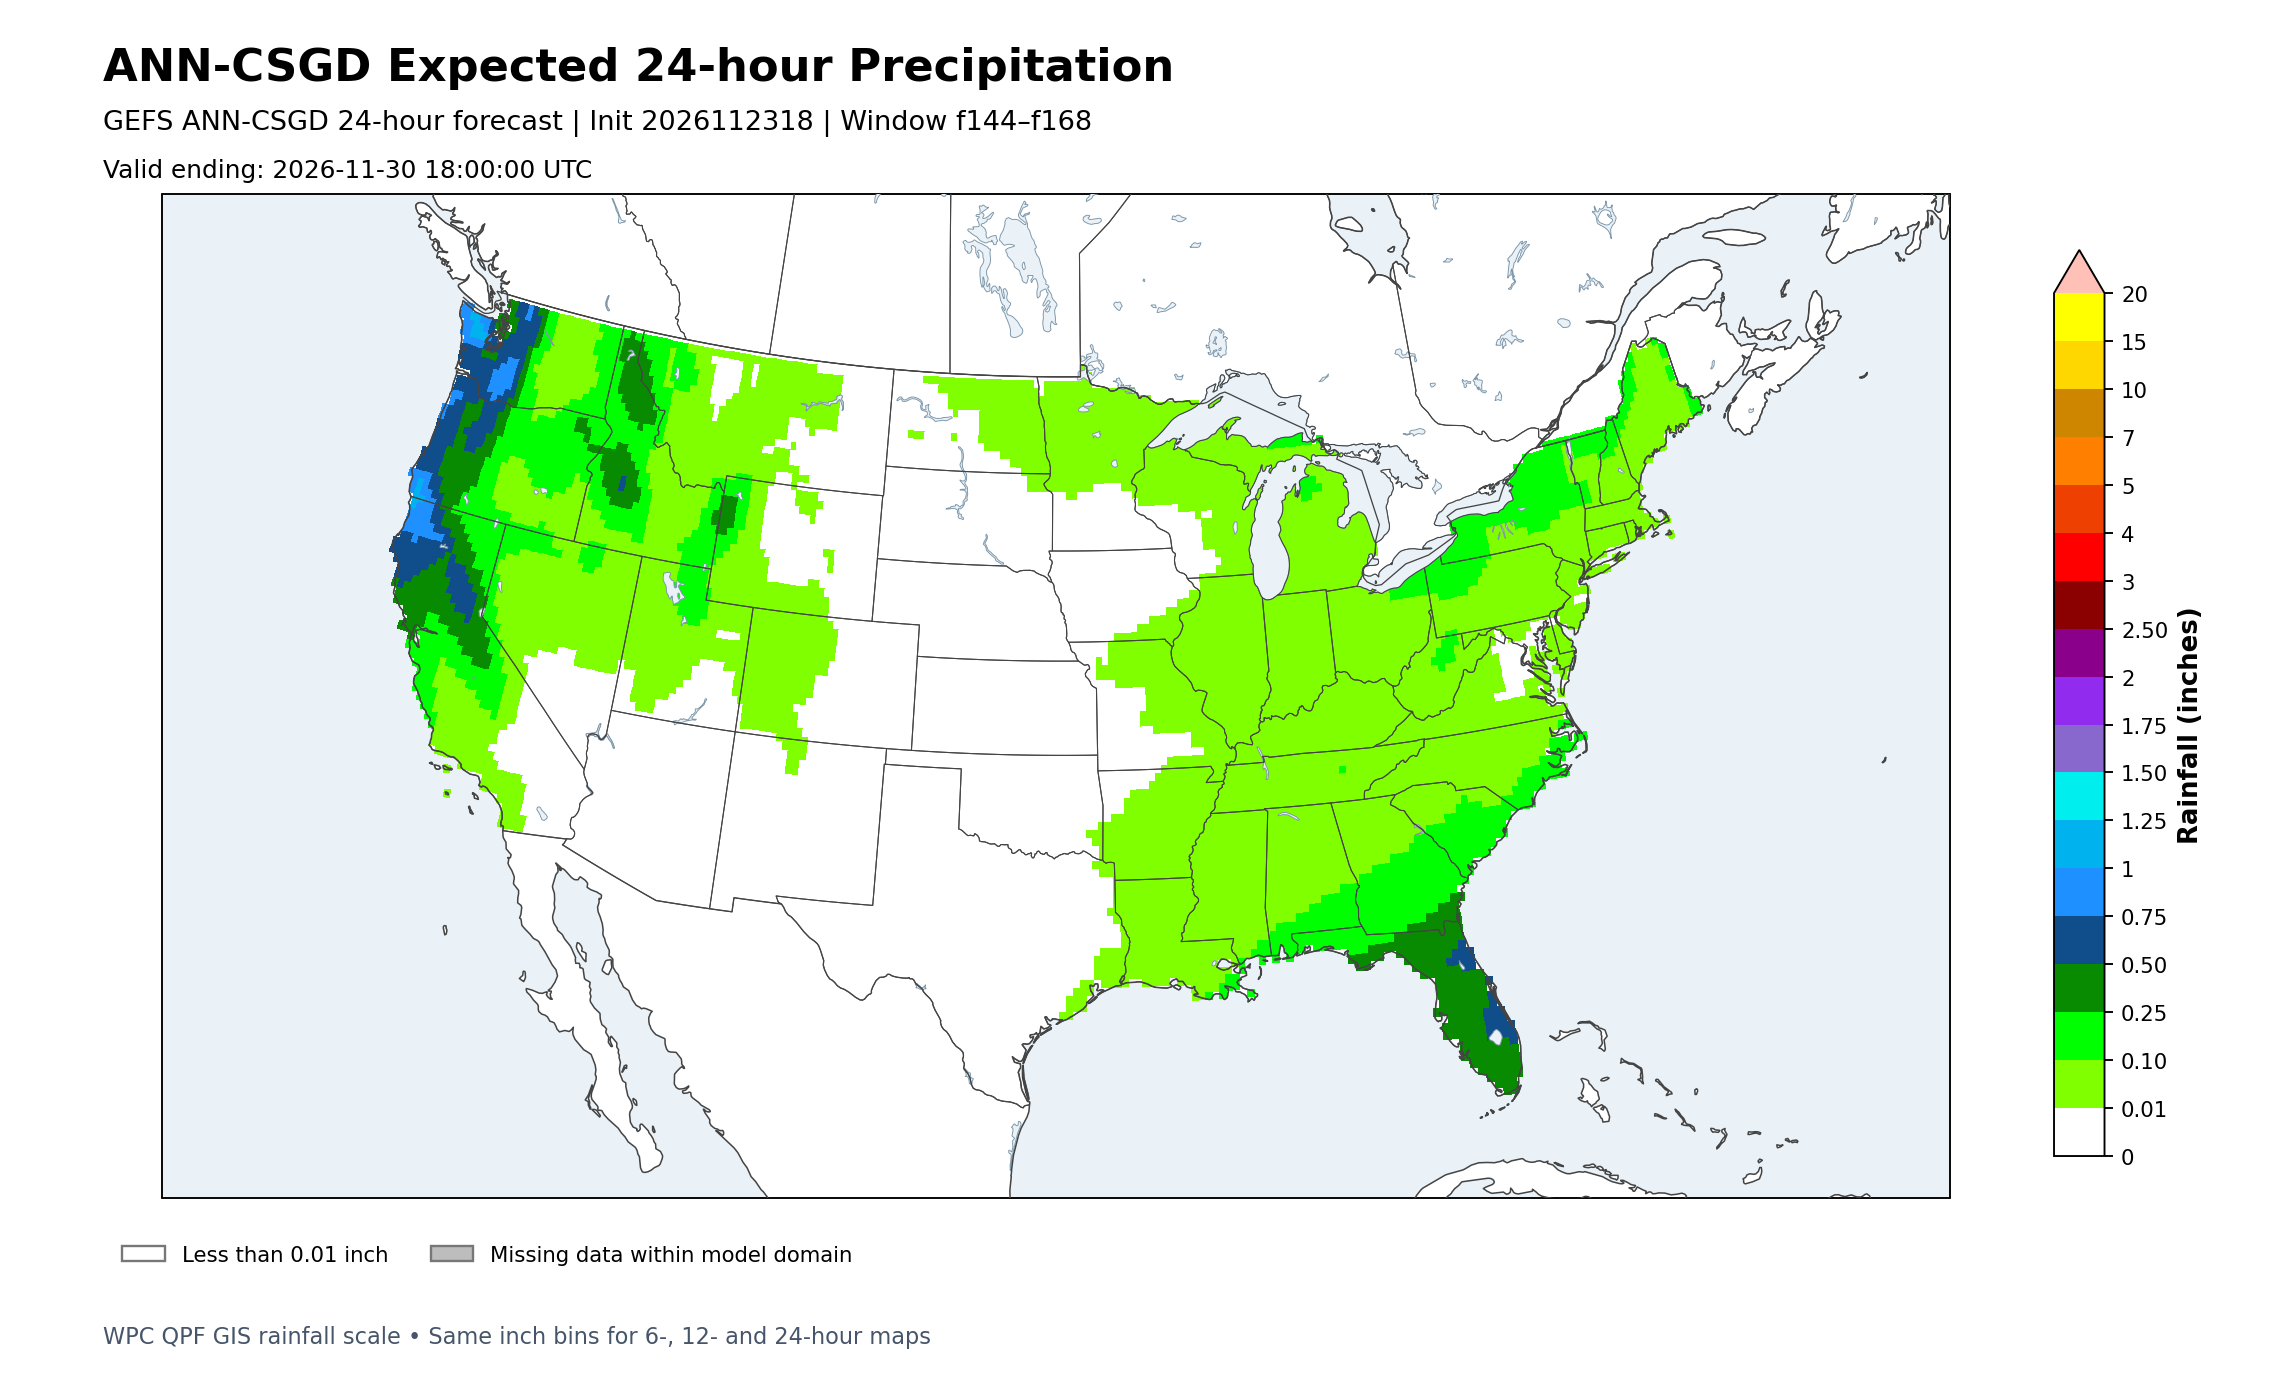 ANN-CSGD Expected 24-hour Precipitation
GEFS ANN-CSGD 24-hour forecast | Init 2026112318 | Window f144–f168
Valid ending: 2026-11-30 18:00:00 UTC
20
15
10
7
5
4
3
2.50
2
1.75
1.50
1.25
1
0.75
0.50
0.25
0.10
0.01
0
Rainfall (inches)
Less than 0.01 inch
Missing data within model domain
WPC QPF GIS rainfall scale • Same inch bins for 6-, 12- and 24-hour maps